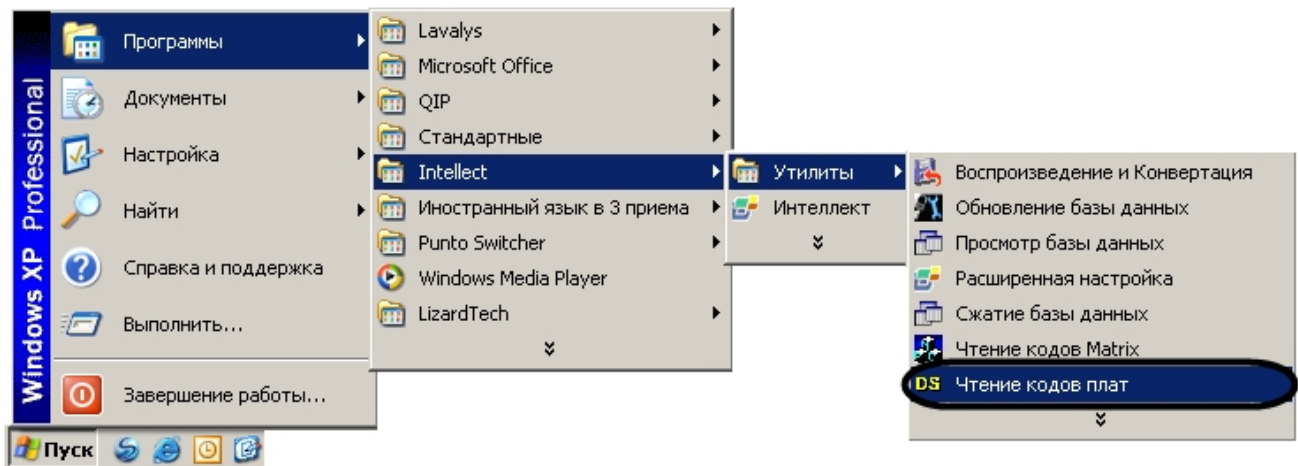 Windows XP Professional
Программы
Документы
Настройка
Найти
Справка и поддержка
Выполнить...
Завершение работы...
Пуск
Lavalys
Microsoft Office
QIP
Стандартные
Intellect
Иностранный язык в 3 приема
Punto Switcher
Windows Media Player
LizardTech
Утилиты
Интеллект
Воспроизведение и Конвертация
Обновление базы данных
Просмотр базы данных
Расширенная настройка
Сжатие базы данных
Чтение кодов Matrix
DS Чтение кодов плат